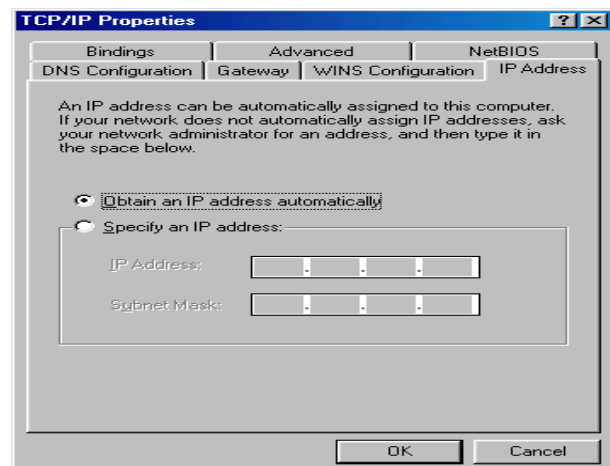 TCP/IP Properties
Bindings Advanced NetBIOS
DNS Configuration Gateway WINS Configuration IP Address
An IP address can be automatically assigned to this computer.
If your network does not automatically assign IP addresses, ask
your network administrator for an address, and then type it in
the space below.
Obtain an IP address automatically
Specify an IP address:
IP Address:
Subnet Mask:
OK Cancel